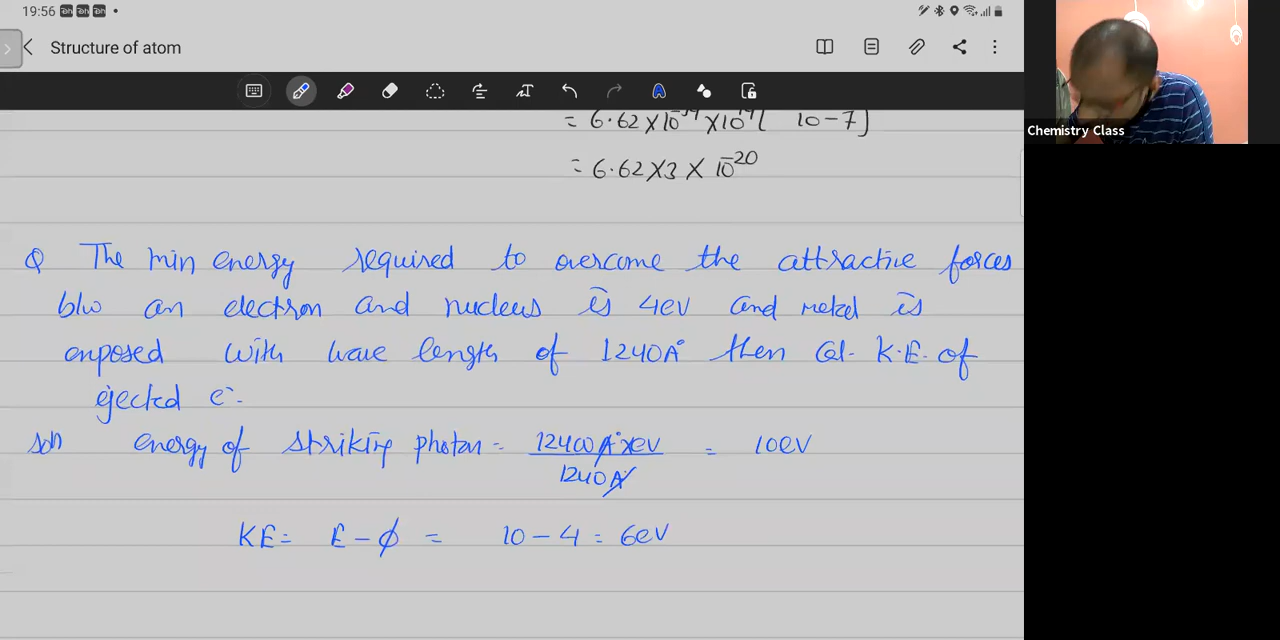 19:56
Structure of atom
Chemistry Class
= 6.62 × 10⁻³⁴ × 10¹⁴ [ 10 - 7 ]
= 6.62 × 3 × 10⁻²⁰
Q The min energy required to overcome the attractive forces
b/w an electron and nucleus is 4eV and metal is
exposed with wave length of 1240A° then Cal. K.E. of
ejected e⁻.
Soln energy of striking photon = 12400 A° × eV / 1240 A° = 10eV
KE = E - ϕ = 10 - 4 = 6eV